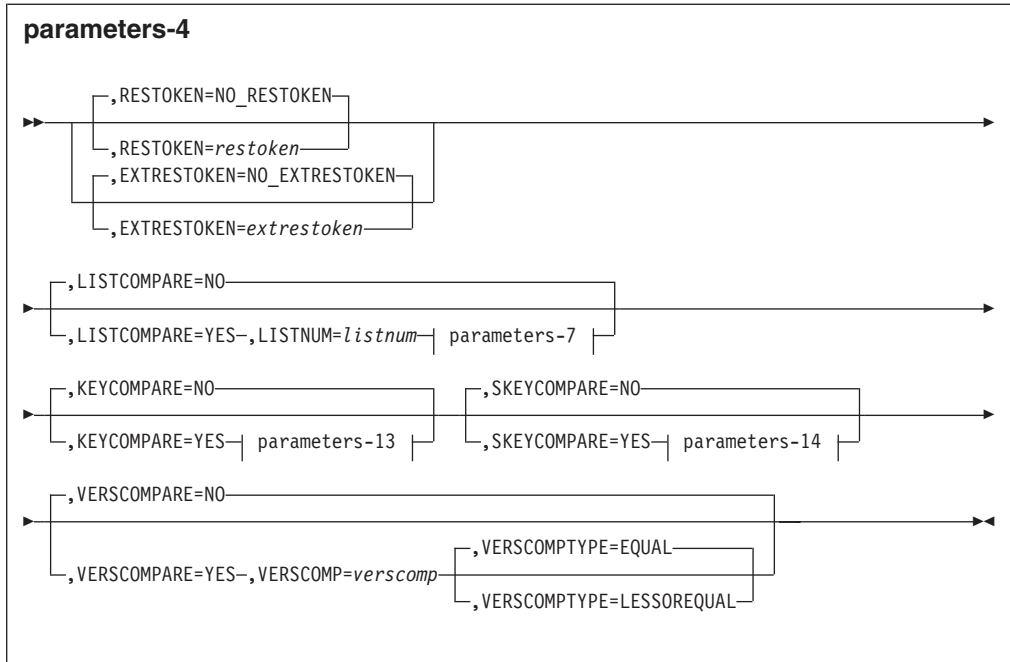 parameters-4
,RESTOKEN=NO_RESTOKEN
,RESTOKEN=restoken
,EXTRESTOKEN=NO_EXTRESTOKEN
,EXTRESTOKEN=extrestoken
,LISTCOMPARE=NO
,LISTCOMPARE=YES ,LISTNUM=listnum parameters-7
,KEYCOMPARE=NO ,SKEYCOMPARE=NO
,KEYCOMPARE=YES parameters-13 ,SKEYCOMPARE=YES parameters-14
,VERSCOMPARE=NO
,VERSCOMPTYPE=EQUAL
,VERSCOMPARE=YES ,VERSCOMP=verscomp
,VERSCOMPTYPE=LESSOREQUAL